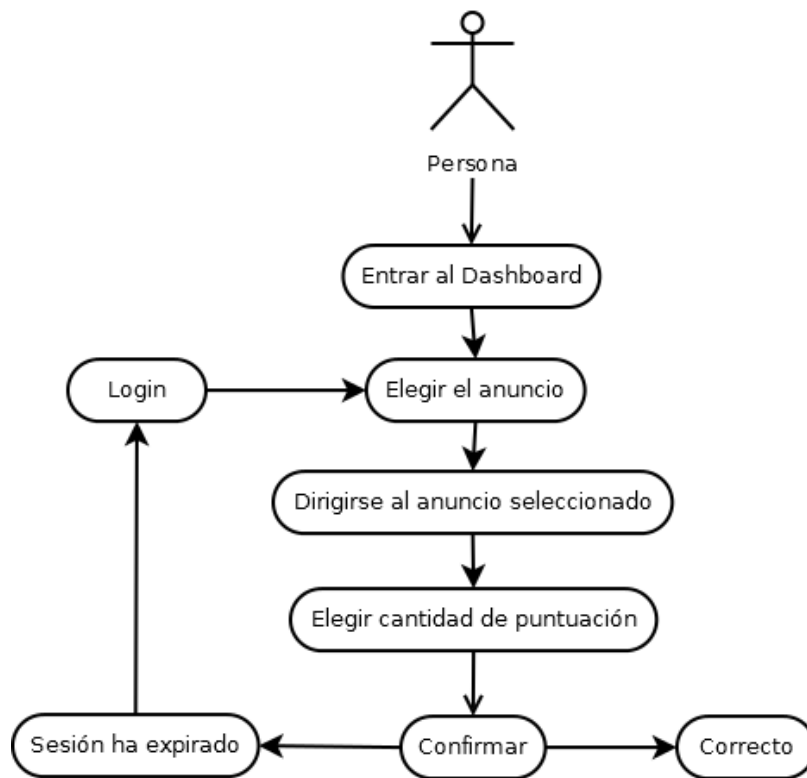 Persona
Entrar al Dashboard
Login
Elegir el anuncio
Dirigirse al anuncio seleccionado
Elegir cantidad de puntuación
Sesión ha expirado
Confirmar
Correcto